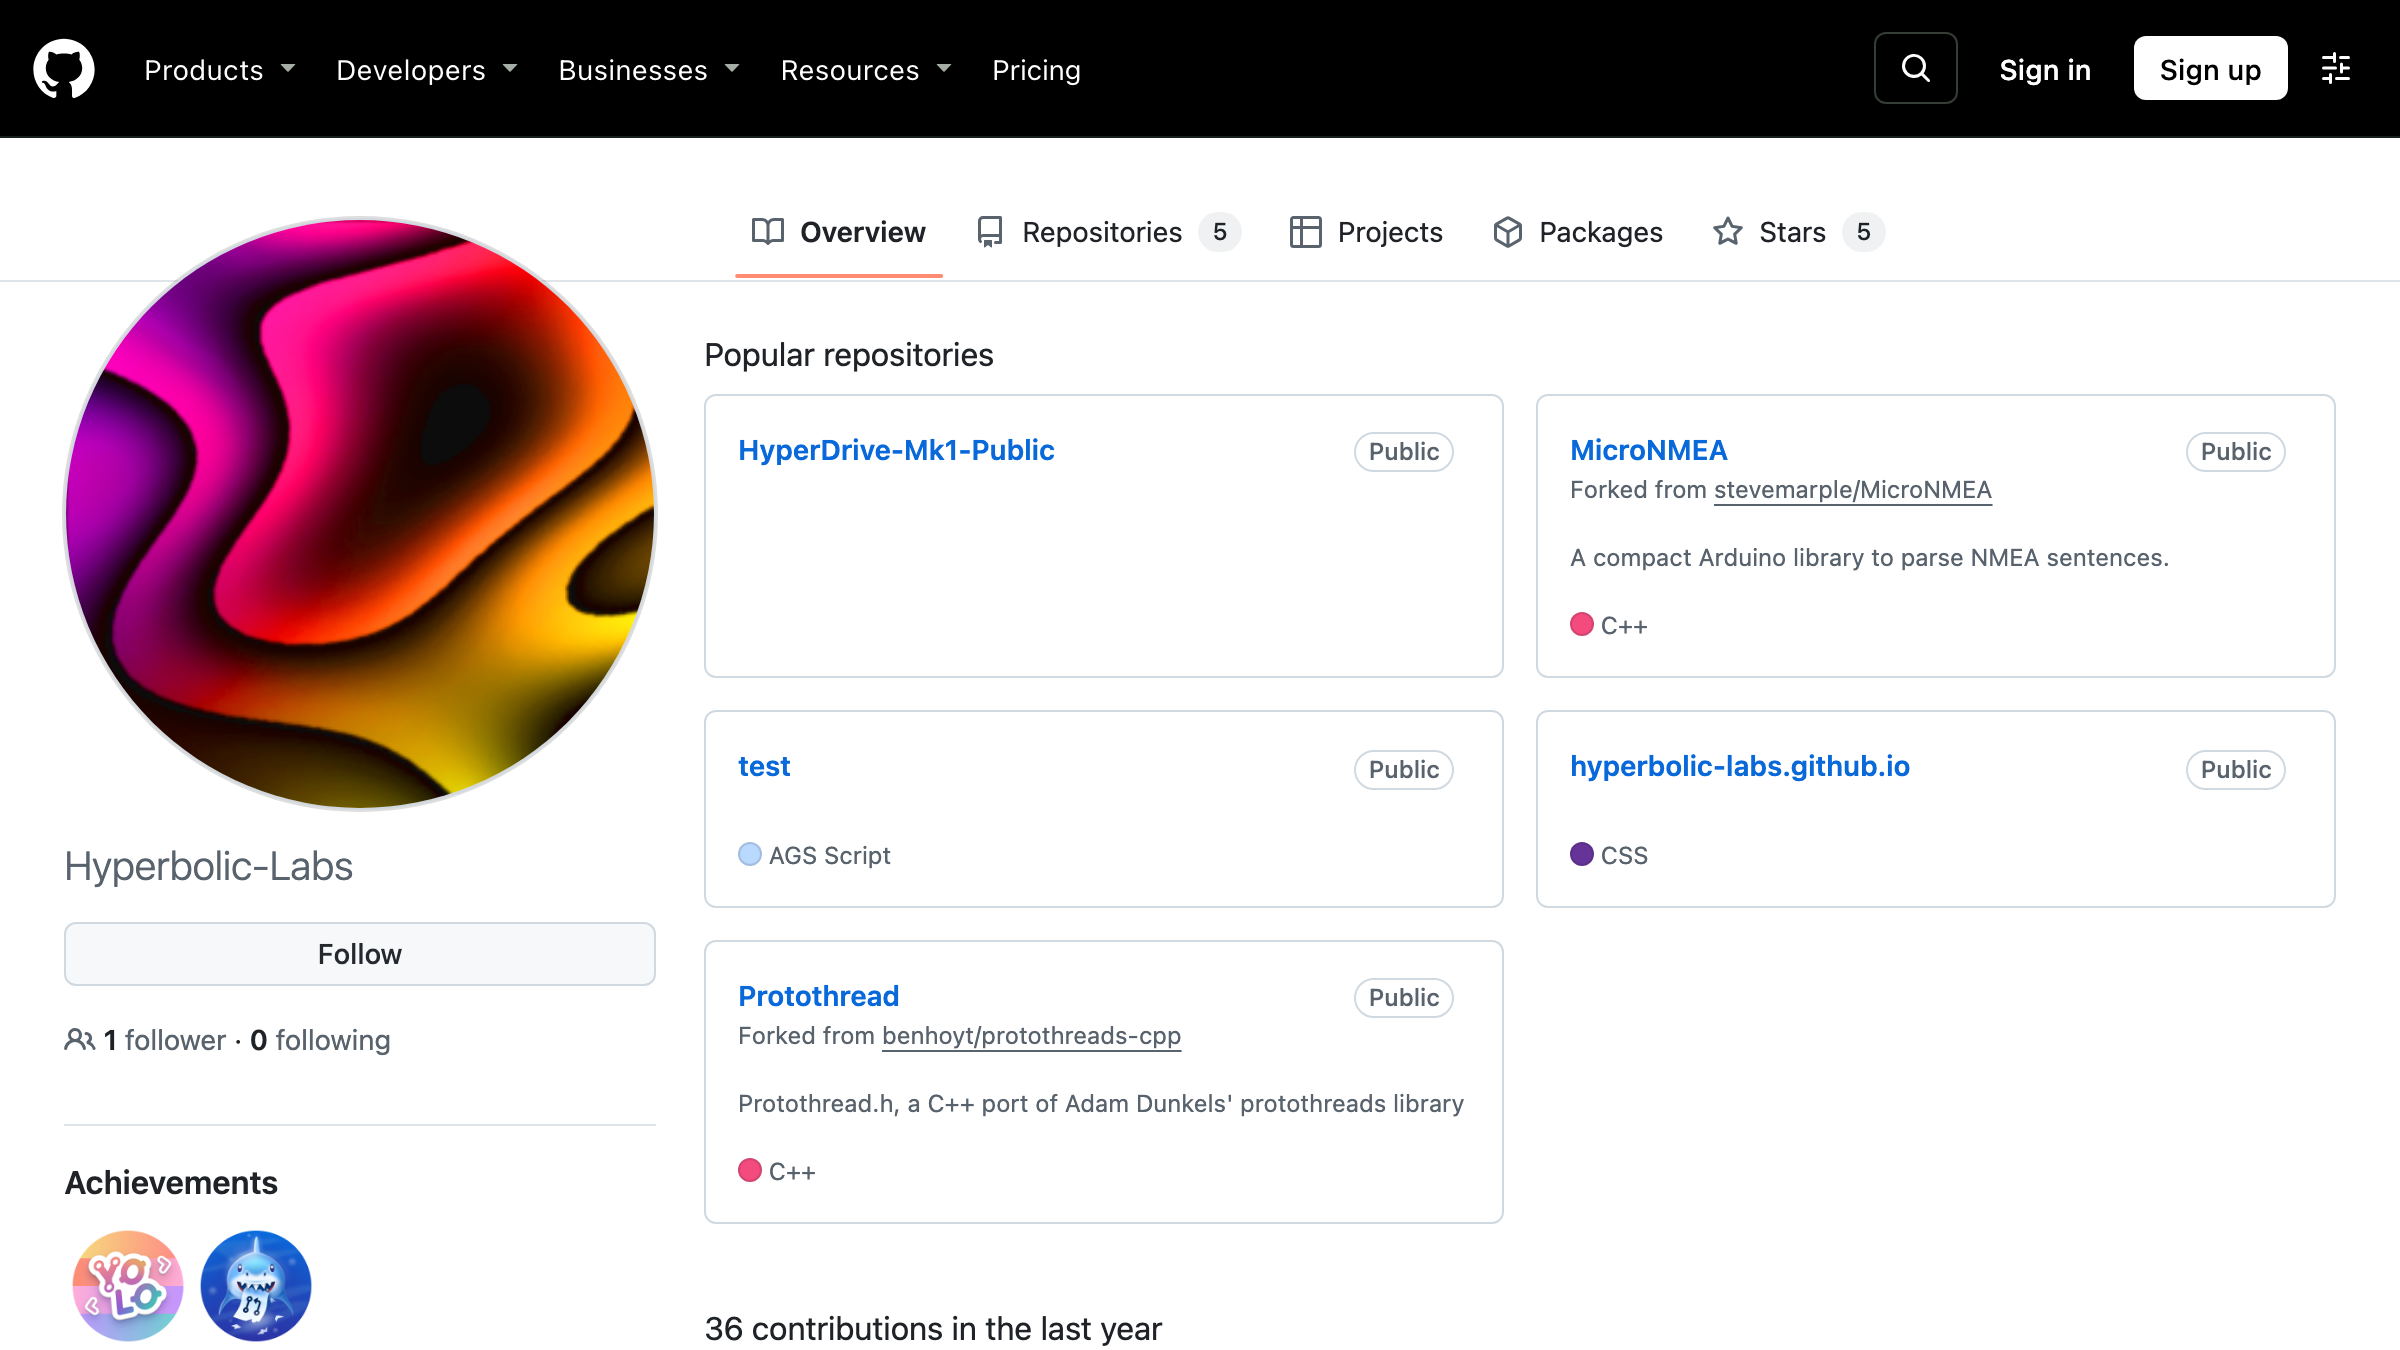 Products Developers Businesses Resources Pricing Sign in Sign up
Overview Repositories 5 Projects Packages Stars 5
Popular repositories
HyperDrive-Mk1-Public Public
MicroNMEA Public
Forked from stevemarple/MicroNMEA
A compact Arduino library to parse NMEA sentences.
C++
test Public
AGS Script
hyperbolic-labs.github.io Public
CSS
Protothread Public
Forked from benhoyt/protothreads-cpp
Protothread.h, a C++ port of Adam Dunkels' protothreads library
C++
36 contributions in the last year
Hyperbolic-Labs
Follow
1 follower · 0 following
Achievements
YOLO